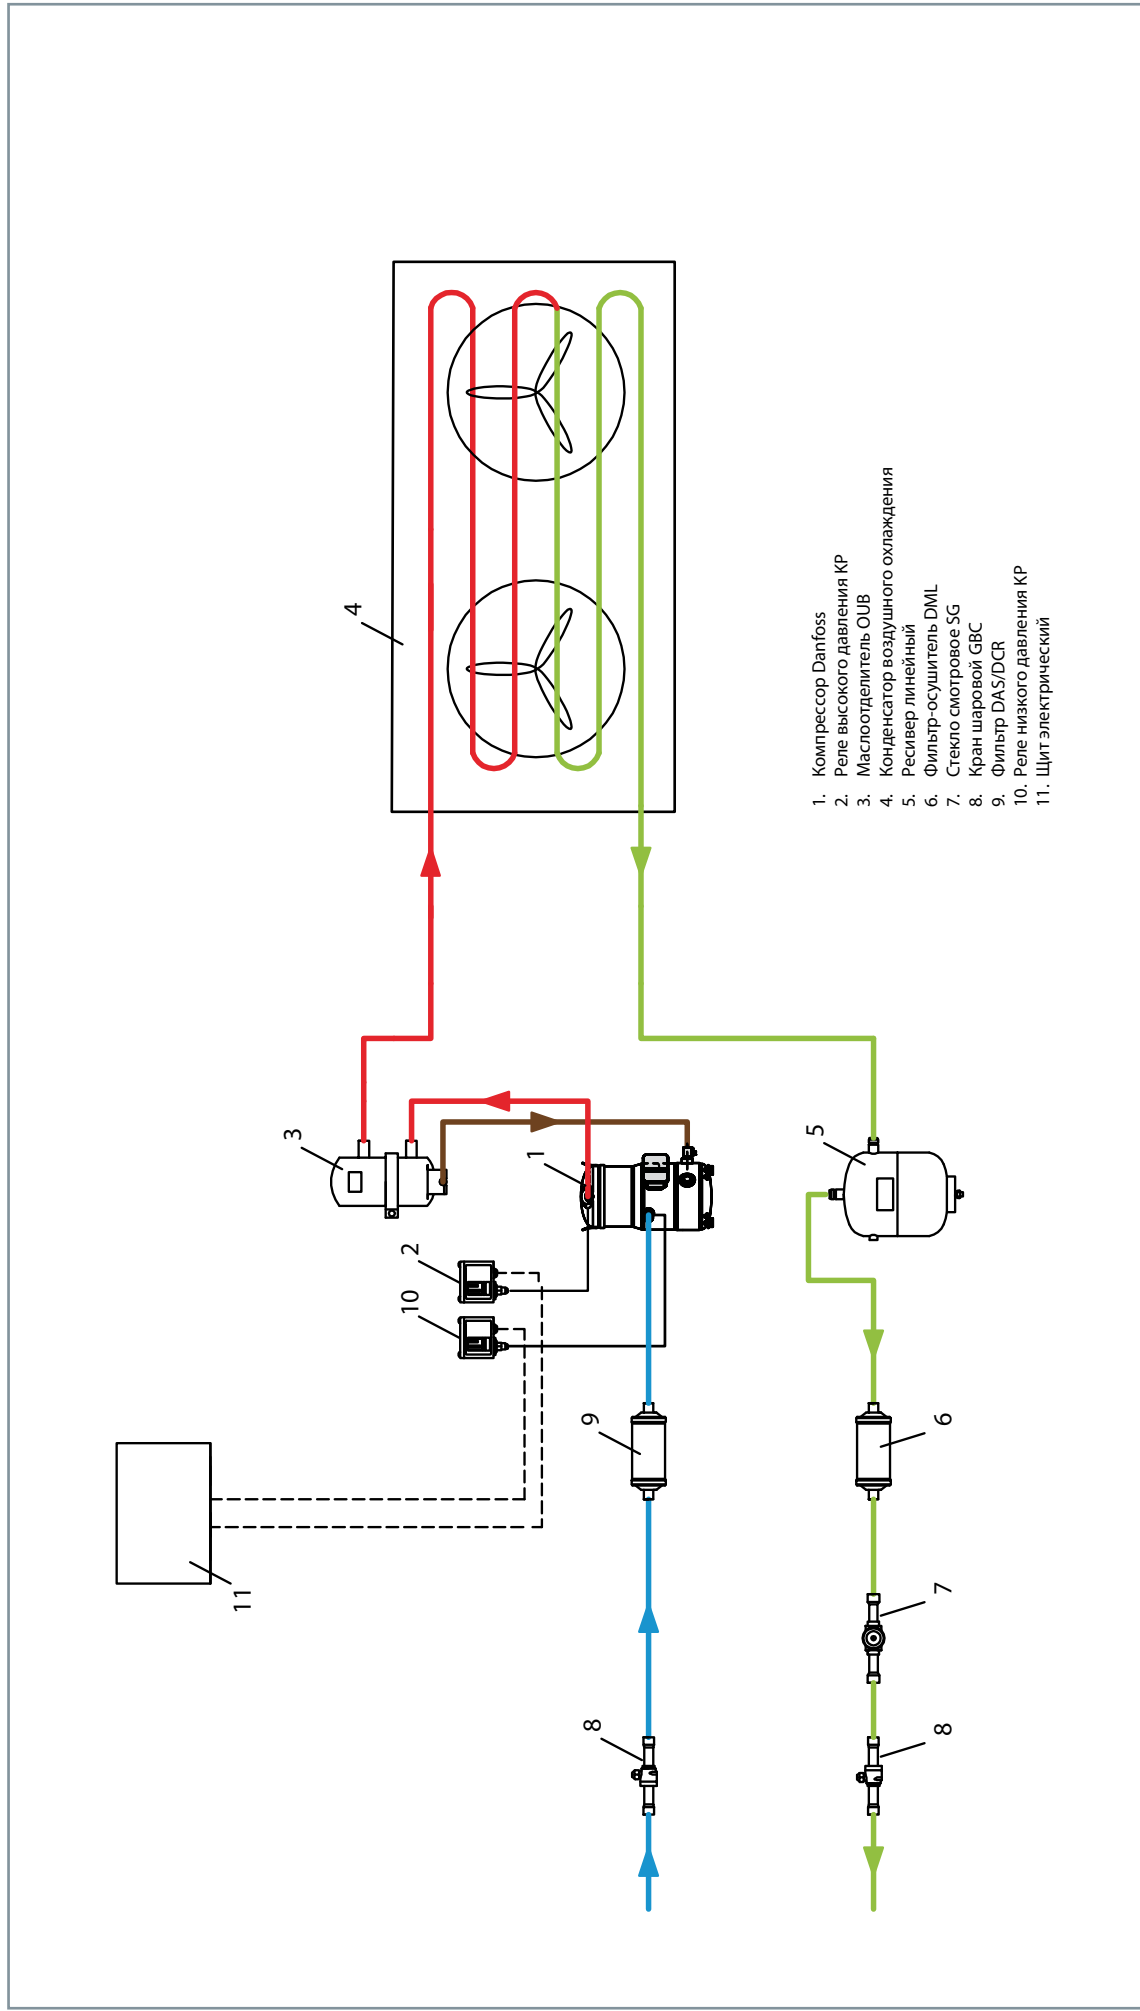 4
3
1
2
10
5
11
9
6
7
8
8
1. Компрессор Danfoss
2. Реле высокого давления КР
3. Маслоотделитель OUB
4. Конденсатор воздушного охлаждения
5. Ресивер линейный
6. Фильтр-осушитель DML
7. Стекло смотровое SG
8. Кран шаровой GBC
9. Фильтр DAS/DCR
10. Реле низкого давления КР
11. Щит электрический